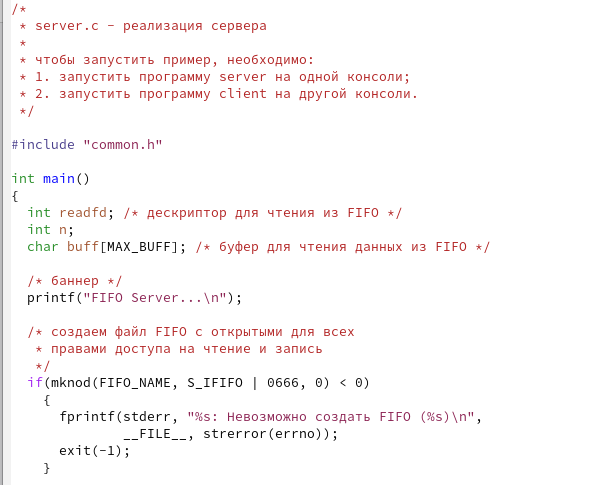 /*
 * server.c - реализация сервера
 *
 * чтобы запустить пример, необходимо:
 * 1. запустить программу server на одной консоли;
 * 2. запустить программу client на другой консоли.
 */

#include "common.h"

int main()
{
  int readfd; /* дескриптор для чтения из FIFO */
  int n;
  char buff[MAX_BUFF]; /* буфер для чтения данных из FIFO */

  /* баннер */
  printf("FIFO Server...\n");

  /* создаем файл FIFO с открытыми для всех
   * правами доступа на чтение и запись
   */
  if(mknod(FIFO_NAME, S_IFIFO | 0666, 0) < 0)
    {
      fprintf(stderr, "%s: Невозможно создать FIFO (%s)\n",
              __FILE__, strerror(errno));
      exit(-1);
    }